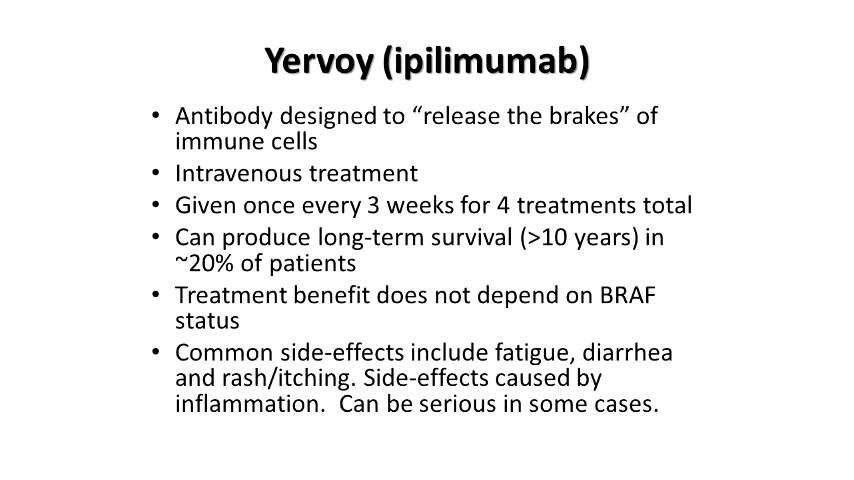 Yervoy (ipilimumab)
• Antibody designed to “release the brakes” of
immune cells
• Intravenous treatment
• Given once every 3 weeks for 4 treatments total
• Can produce long-term survival (>10 years) in
~20% of patients
• Treatment benefit does not depend on BRAF
status
• Common side-effects include fatigue, diarrhea
and rash/itching. Side-effects caused by
inflammation.  Can be serious in some cases.